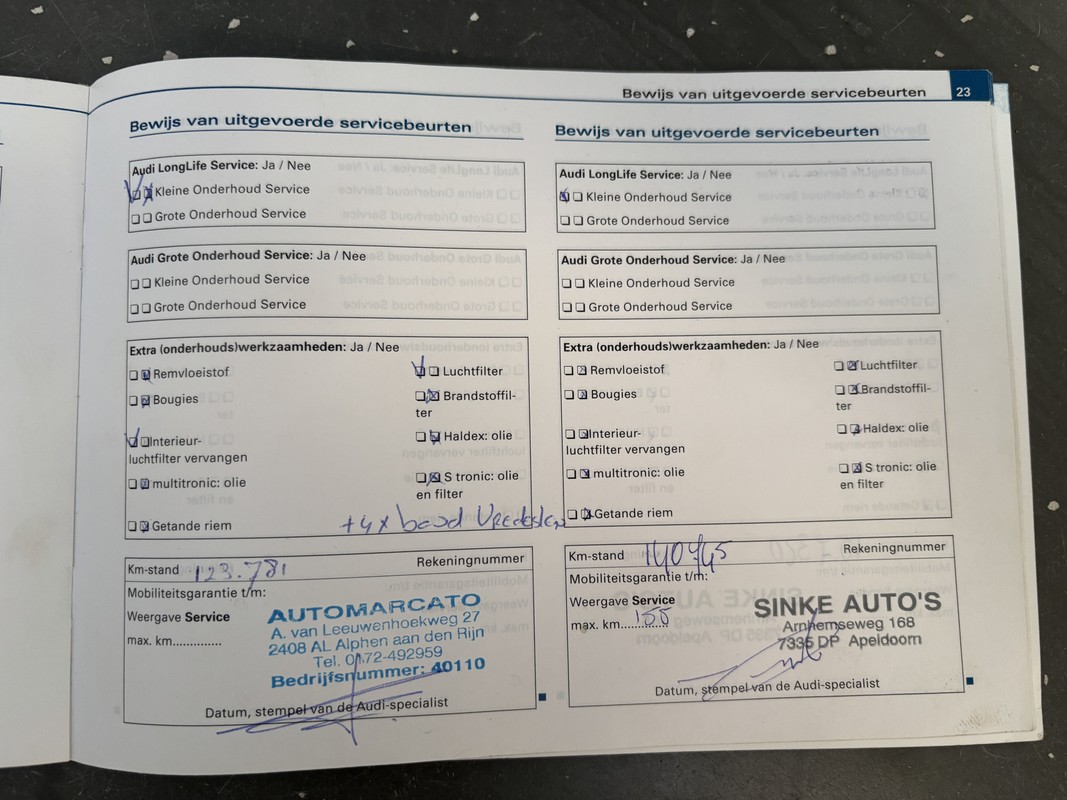 Bewijs van uitgevoerde servicebeurten 23
Bewijs van uitgevoerde servicebeurten
Audi LongLife Service: Ja / Nee
Kleine Onderhoud Service
Grote Onderhoud Service
Audi Grote Onderhoud Service: Ja / Nee
Kleine Onderhoud Service
Grote Onderhoud Service
Extra (onderhouds)werkzaamheden: Ja / Nee
Remvloeistof
Bougies
Interieur-
luchtfilter vervangen
multitronic: olie
Getande riem
Luchtfilter
Brandstoffil-
ter
Haldex: olie
S tronic: olie
en filter
+4x band Vredestein
Km-stand 123.781 Rekeningnummer
Mobiliteitsgarantie t/m:
Weergave Service
max. km..............
AUTOMARCATO
A. van Leeuwenhoekweg 27
2408 AL Alphen aan den Rijn
Tel. 0172-492959
Bedrijfsnummer: 40110
Datum, stempel van de Audi-specialist
Bewijs van uitgevoerde servicebeurten
Audi LongLife Service: Ja / Nee
Kleine Onderhoud Service
Grote Onderhoud Service
Audi Grote Onderhoud Service: Ja / Nee
Kleine Onderhoud Service
Grote Onderhoud Service
Extra (onderhouds)werkzaamheden: Ja / Nee
Remvloeistof
Bougies
Interieur-
luchtfilter vervangen
multitronic: olie
Getande riem
Luchtfilter
Brandstoffil-
ter
Haldex: olie
S tronic: olie
en filter
Km-stand 140745 Rekeningnummer
Mobiliteitsgarantie t/m:
Weergave Service
max. km..............155
SINKE AUTO'S
Arnhemseweg 168
7335 DP Apeldoorn
Datum, stempel van de Audi-specialist